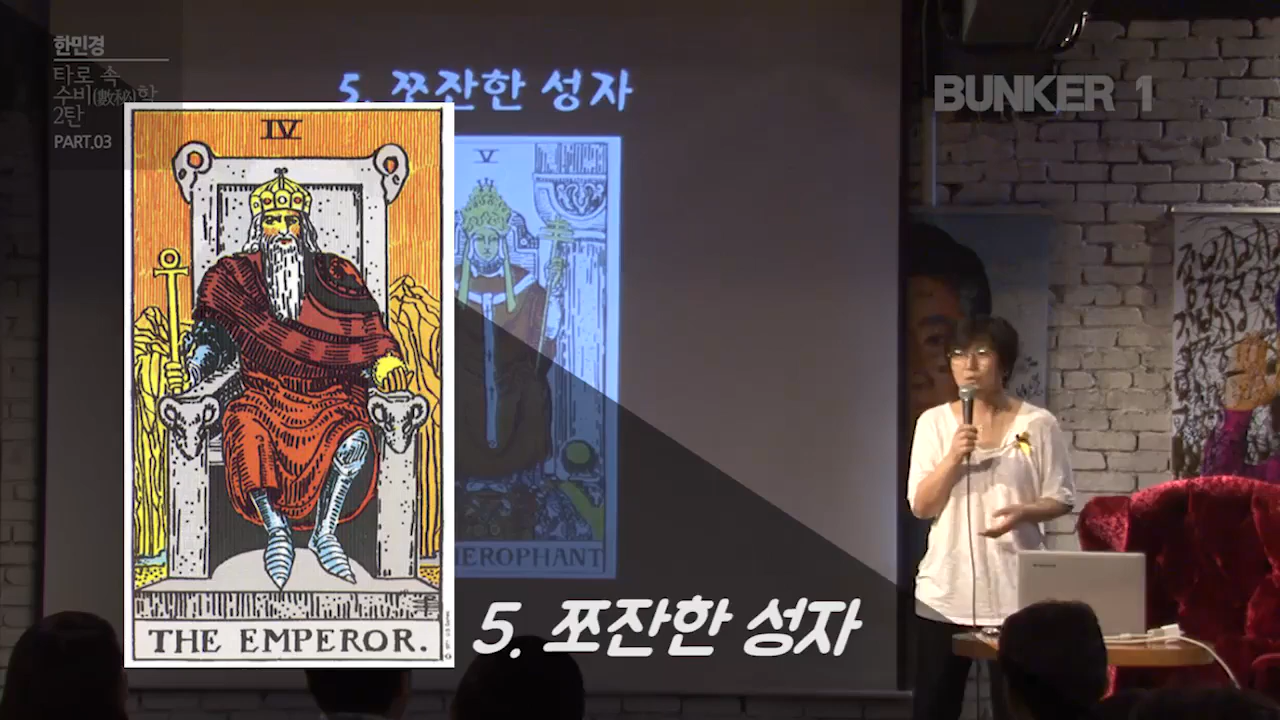 한민경
타로 속
수비(數秘)학
2탄
PART.03
5. 쪼잔한 성자
BUNKER 1
IV
V
THE EMPEROR.
HIEROPHANT
5. 쪼잔한 성자